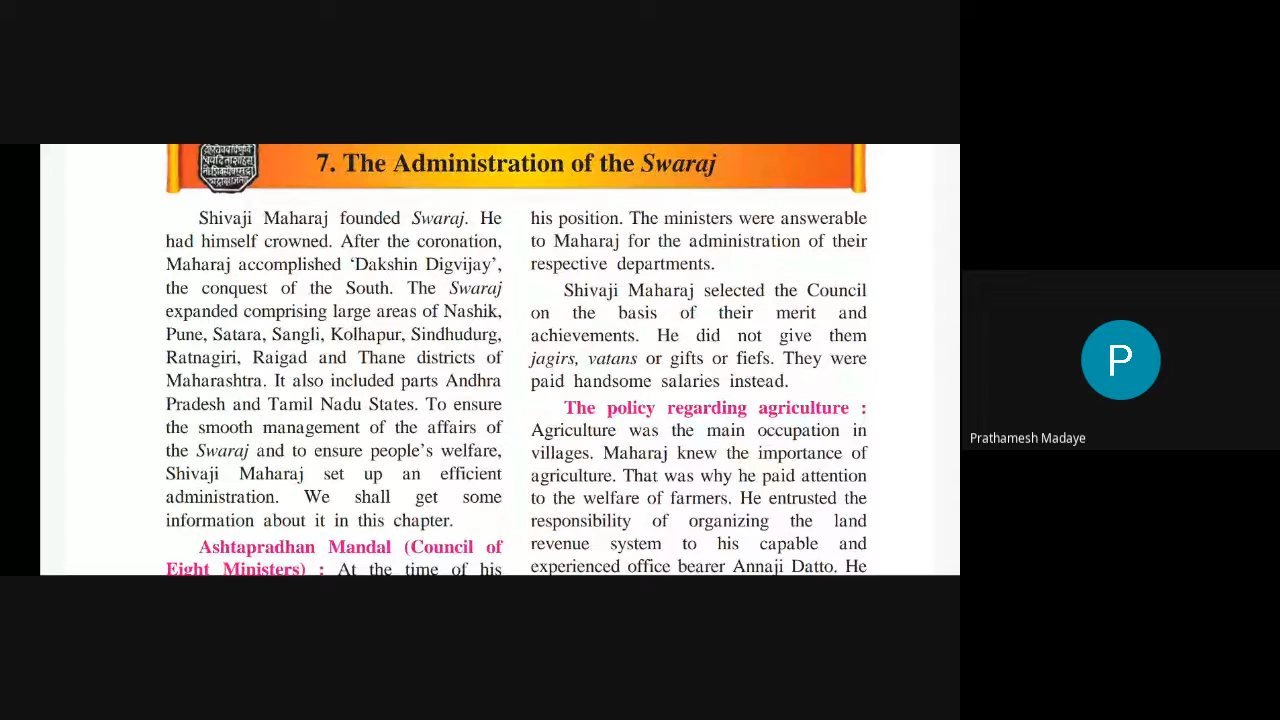 7. The Administration of the Swaraj
Shivaji Maharaj founded Swaraj. He
had himself crowned. After the coronation,
Maharaj accomplished ‘Dakshin Digvijay’,
the conquest of the South. The Swaraj
expanded comprising large areas of Nashik,
Pune, Satara, Sangli, Kolhapur, Sindhudurg,
Ratnagiri, Raigad and Thane districts of
Maharashtra. It also included parts Andhra
Pradesh and Tamil Nadu States. To ensure
the smooth management of the affairs of
the Swaraj and to ensure people’s welfare,
Shivaji Maharaj set up an efficient
administration. We shall get some
information about it in this chapter.
Ashtapradhan Mandal (Council of
Eight Ministers) : At the time of his
his position. The ministers were answerable
to Maharaj for the administration of their
respective departments.
Shivaji Maharaj selected the Council
on the basis of their merit and
achievements. He did not give them
jagirs, vatans or gifts or fiefs. They were
paid handsome salaries instead.
The policy regarding agriculture :
Agriculture was the main occupation in
villages. Maharaj knew the importance of
agriculture. That was why he paid attention
to the welfare of farmers. He entrusted the
responsibility of organizing the land
revenue system to his capable and
experienced office bearer Annaji Datto. He
P
Prathamesh Madaye